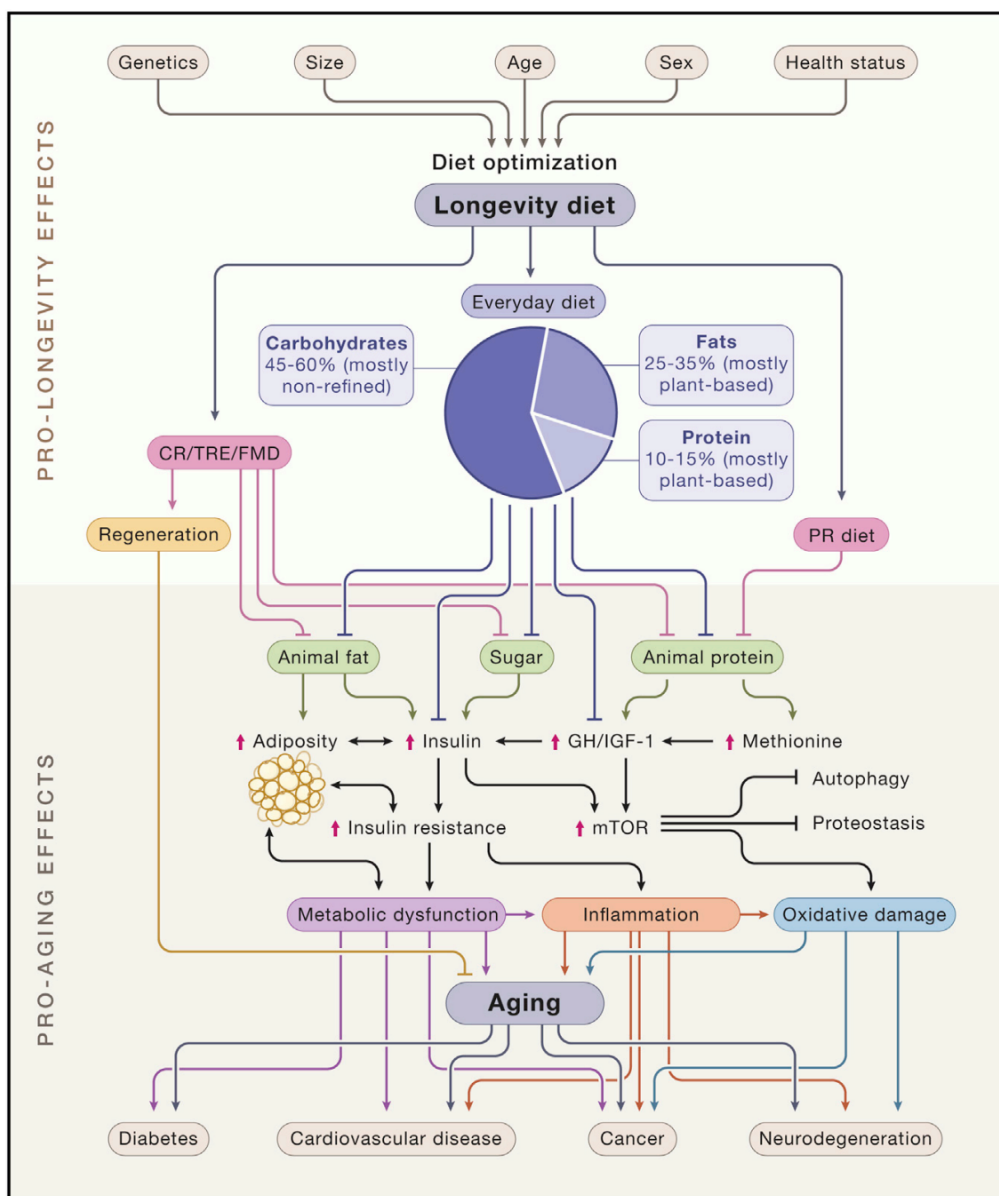 Genetics
Size
Age
Sex
Health status
PRO-LONGEVITY EFFECTS
Diet optimization
Longevity diet
Everyday diet
Carbohydrates
45-60% (mostly
non-refined)
Fats
25-35% (mostly
plant-based)
Protein
10-15% (mostly
plant-based)
CR/TRE/FMD
Regeneration
PR diet
PRO-AGING EFFECTS
Animal fat
Sugar
Animal protein
Adiposity
Insulin
GH/IGF-1
Methionine
Autophagy
Insulin resistance
mTOR
Proteostasis
Metabolic dysfunction
Inflammation
Oxidative damage
Aging
Diabetes
Cardiovascular disease
Cancer
Neurodegeneration